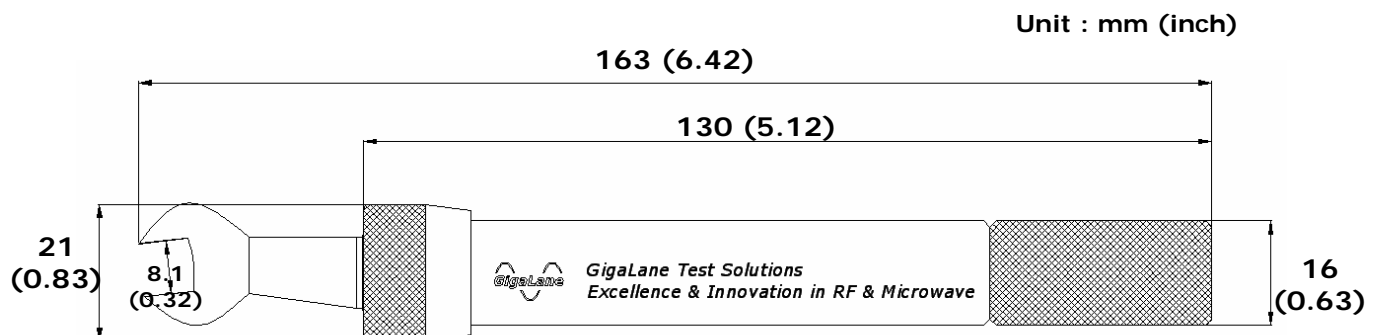 Unit : mm (inch)
163 (6.42)
130 (5.12)
21
(0.83)
8.1
(0.32)
GigaLane
GigaLane Test Solutions
Excellence & Innovation in RF & Microwave
16
(0.63)